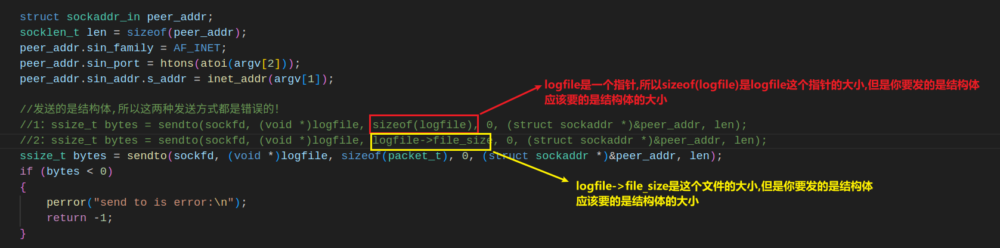 struct sockaddr_in peer_addr;
socklen_t len = sizeof(peer_addr);
peer_addr.sin_family = AF_INET;
peer_addr.sin_port = htons(atoi(argv[2]));
peer_addr.sin_addr.s_addr = inet_addr(argv[1]);
logfile是一个指针,所以sizeof(logfile)是logfile这个指针的大小,但是你要发的是结构体
应该要的是结构体的大小
//发送的是结构体,所以这两种发送方式都是错误的!
//1: ssize_t bytes = sendto(sockfd, (void *)logfile, sizeof(logfile), 0, (struct sockaddr *)&peer_addr, len);
//2: ssize_t bytes = sendto(sockfd, (void *)logfile, logfile->file_size, 0, (struct sockaddr *)&peer_addr, len);
ssize_t bytes = sendto(sockfd, (void *)logfile, sizeof(packet_t), 0, (struct sockaddr *)&peer_addr, len);
if (bytes < 0)
{
logfile->file_size是这个文件的大小,但是你要发的是结构体
应该要的是结构体的大小
perror("send to is error:\n");
return -1;
}